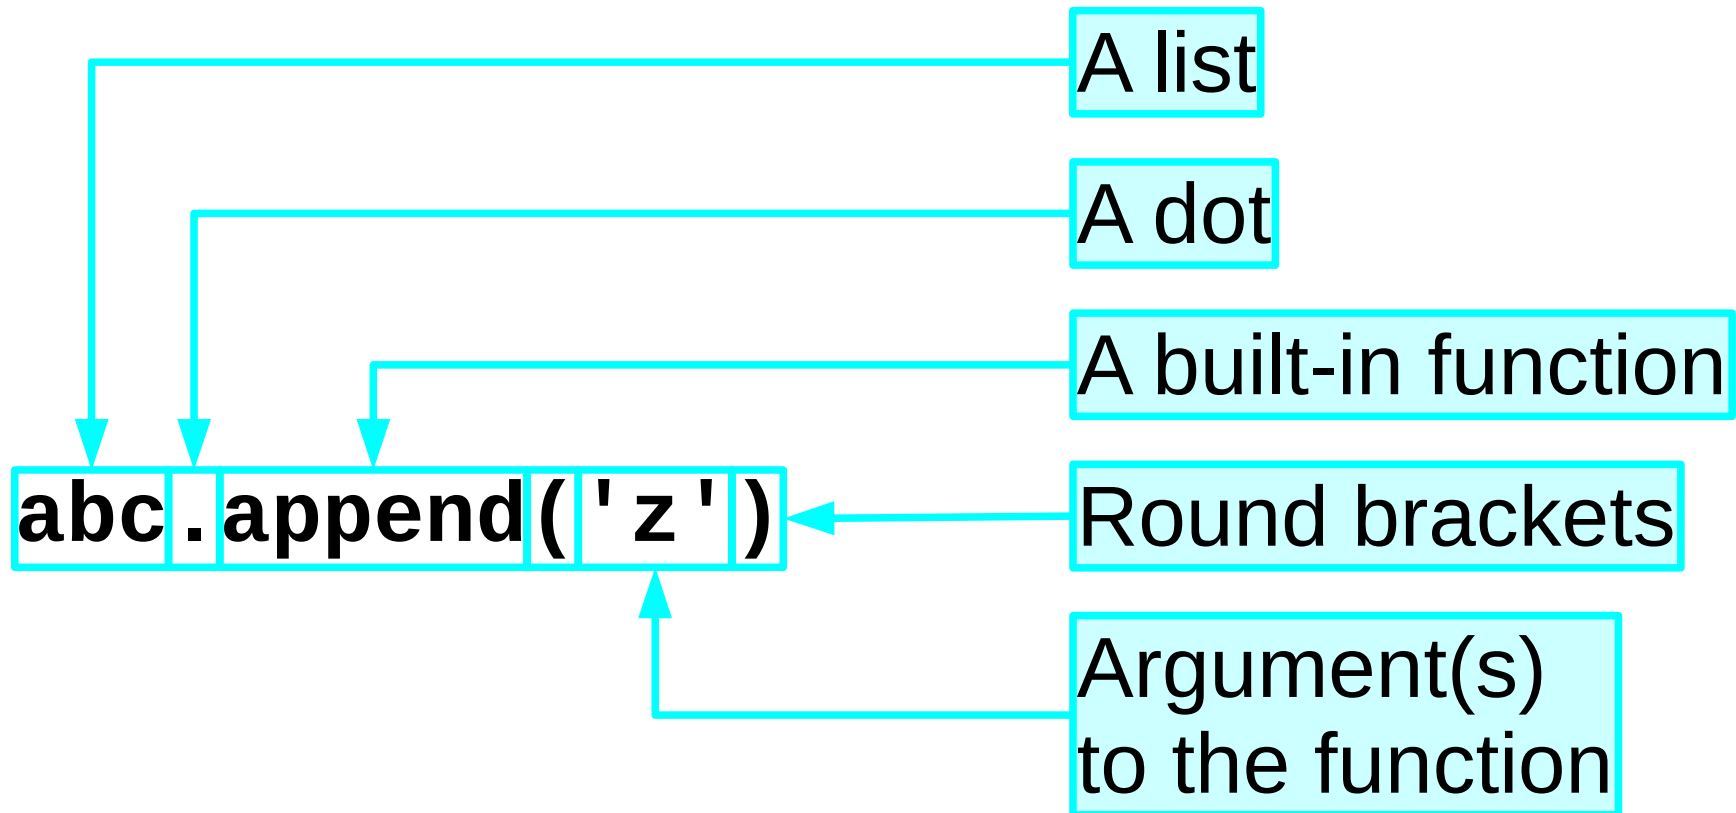 A list
A dot
A built-in function
abc.append('z')
Round brackets
Argument(s)
to the function